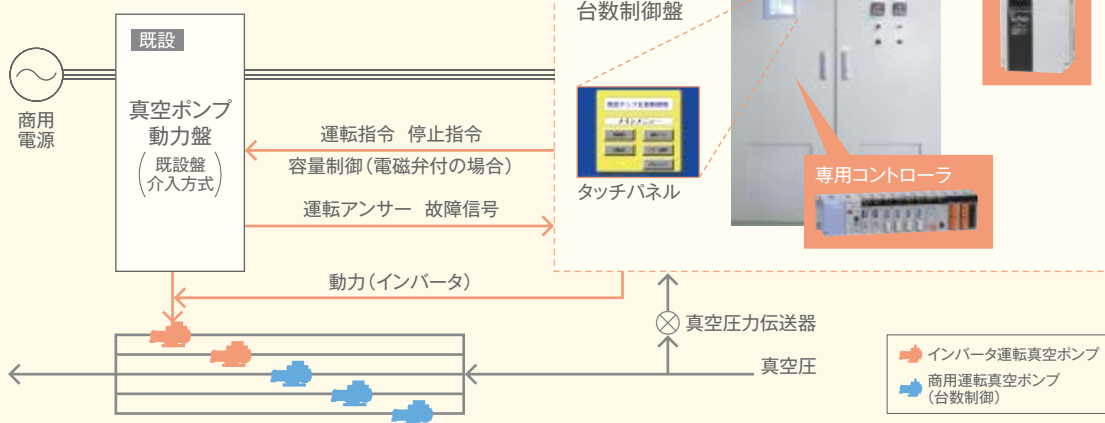 台数制御盤
既設
商用
電源
真空ポンプ
動力盤
(既設盤
介入方式)
運転指令 停止指令
容量制御(電磁弁付の場合)
運転アンサー 故障信号
メインメニュー
タッチパネル
専用コントローラ
動力(インバータ)
真空圧力伝送器
真空圧
インバータ運転真空ポンプ
商用運転真空ポンプ
(台数制御)